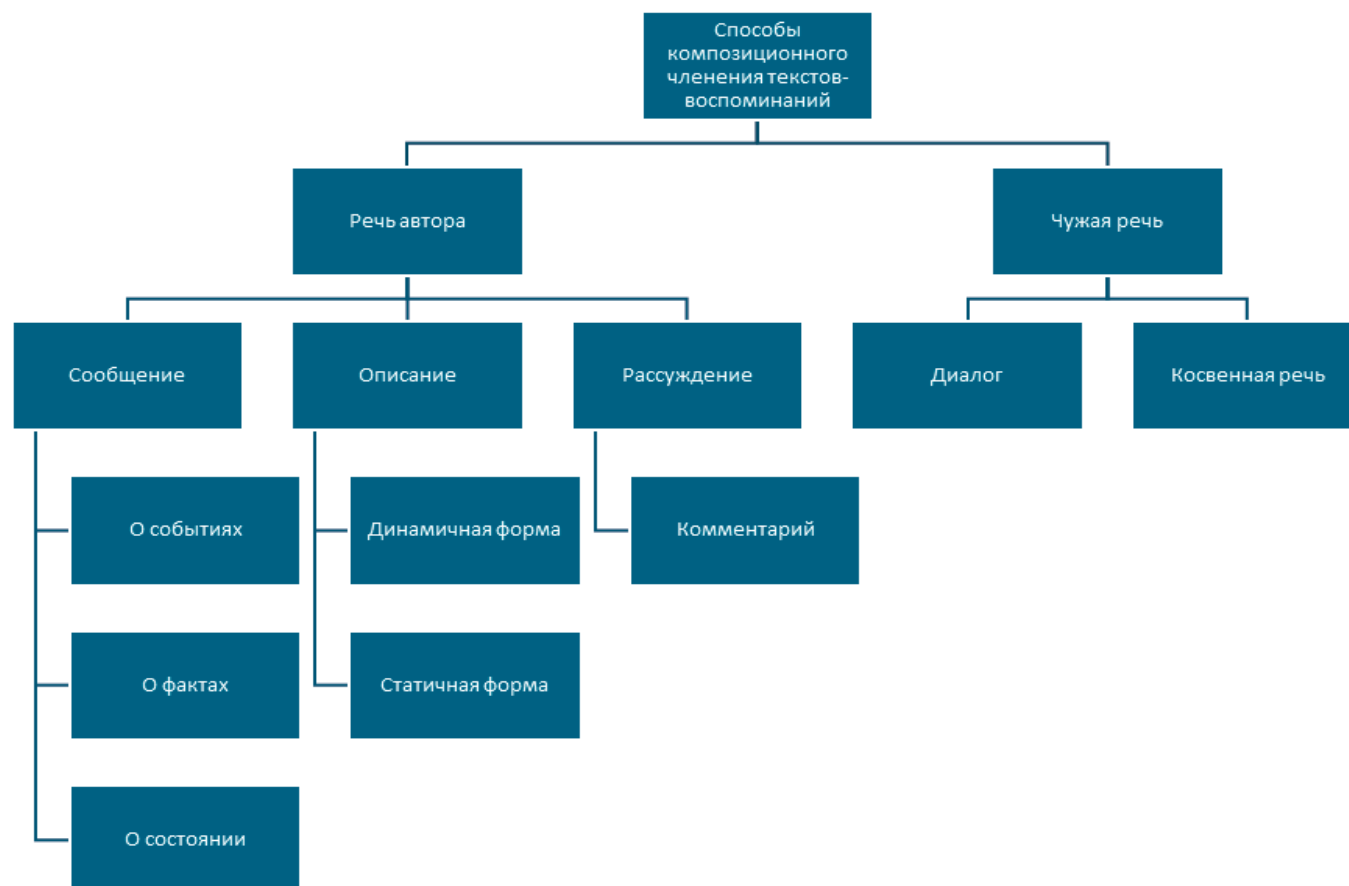 Способы
композиционного
членения текстов-
воспоминаний
Речь автора
Чужая речь
Сообщение
Описание
Рассуждение
Диалог
Косвенная речь
О событиях
Динамичная форма
Комментарий
О фактах
Статичная форма
О состоянии